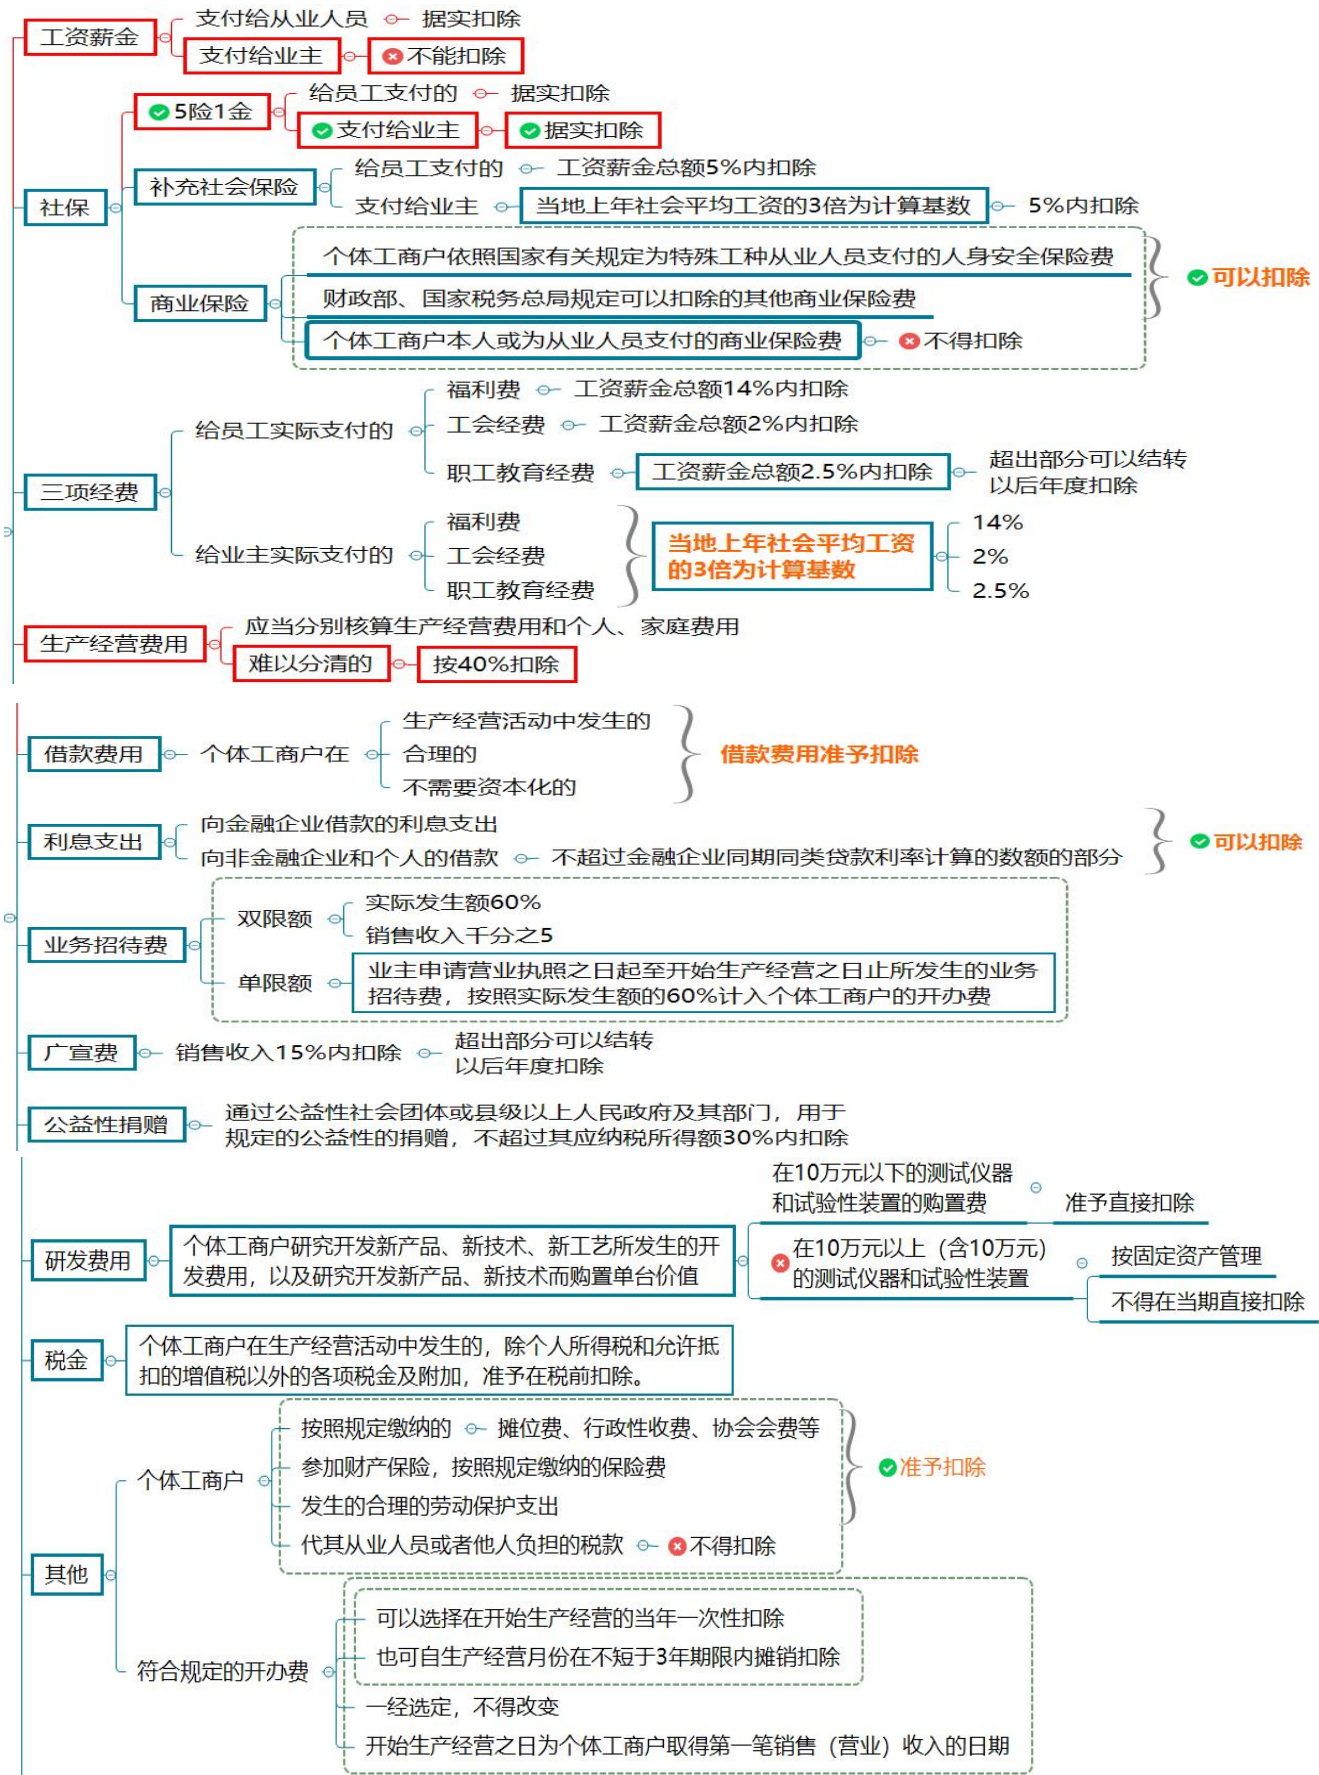 工资薪金
支付给从业人员
据实扣除
支付给业主
不能扣除
社保
5险1金
给员工支付的
据实扣除
支付给业主
据实扣除
补充社会保险
给员工支付的
工资薪金总额5%内扣除
支付给业主
当地上年社会平均工资的3倍为计算基数
5%内扣除
商业保险
个体工商户依照国家有关规定为特殊工种从业人员支付的人身安全保险费
财政部、国家税务总局规定可以扣除的其他商业保险费
可以扣除
个体工商户本人或为从业人员支付的商业保险费
不得扣除
三项经费
给员工实际支付的
福利费
工资薪金总额14%内扣除
工会经费
工资薪金总额2%内扣除
职工教育经费
工资薪金总额2.5%内扣除
超出部分可以结转
以后年度扣除
给业主实际支付的
福利费
工会经费
职工教育经费
当地上年社会平均工资
的3倍为计算基数
14%
2%
2.5%
生产经营费用
应当分别核算生产经营费用和个人、家庭费用
难以分清的
按40%扣除
借款费用
个体工商户在
生产经营活动中发生的
合理的
不需要资本化的
借款费用准予扣除
利息支出
向金融企业借款的利息支出
向非金融企业和个人的借款
不超过金融企业同期同类贷款利率计算的数额的部分
可以扣除
业务招待费
双限额
实际发生额60%
销售收入千分之5
单限额
业主申请营业执照之日起至开始生产经营之日止所发生的业务
招待费，按照实际发生额的60%计入个体工商户的开办费
广宣费
销售收入15%内扣除
超出部分可以结转
以后年度扣除
公益性捐赠
通过公益性社会团体或县级以上人民政府及其部门，用于
规定的公益性的捐赠，不超过其应纳税所得额30%内扣除
研发费用
个体工商户研究开发新产品、新技术、新工艺所发生的开
发费用，以及研究开发新产品、新技术而购置单台价值
在10万元以下的测试仪器
和试验性装置的购置费
准予直接扣除
在10万元以上（含10万元）
的测试仪器和试验性装置
按固定资产管理
不得在当期直接扣除
税金
个体工商户在生产经营活动中发生的，除个人所得税和允许抵
扣的增值税以外的各项税金及附加，准予在税前扣除。
其他
个体工商户
按照规定缴纳的
摊位费、行政性收费、协会会费等
参加财产保险，按照规定缴纳的保险费
发生的合理的劳动保护支出
准予扣除
代其从业人员或者他人负担的税款
不得扣除
符合规定的开办费
可以选择在开始生产经营的当年一次性扣除
也可自生产经营月份在不短于3年期限内摊销扣除
一经选定，不得改变
开始生产经营之日为个体工商户取得第一笔销售（营业）收入的日期